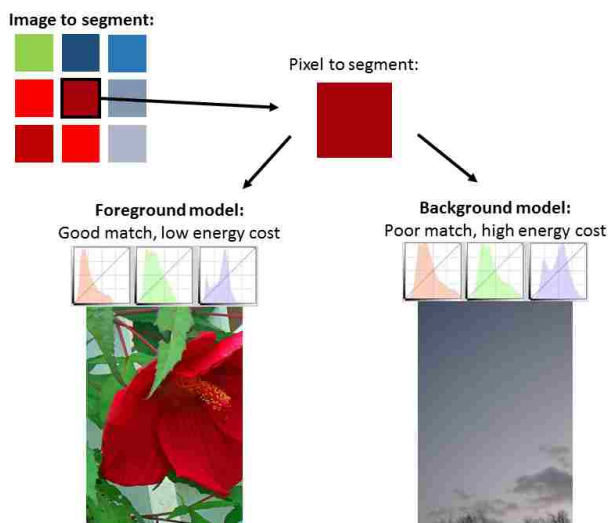 Image to segment:
Pixel to segment:
Foreground model:
Good match, low energy cost
Background model:
Poor match, high energy cost